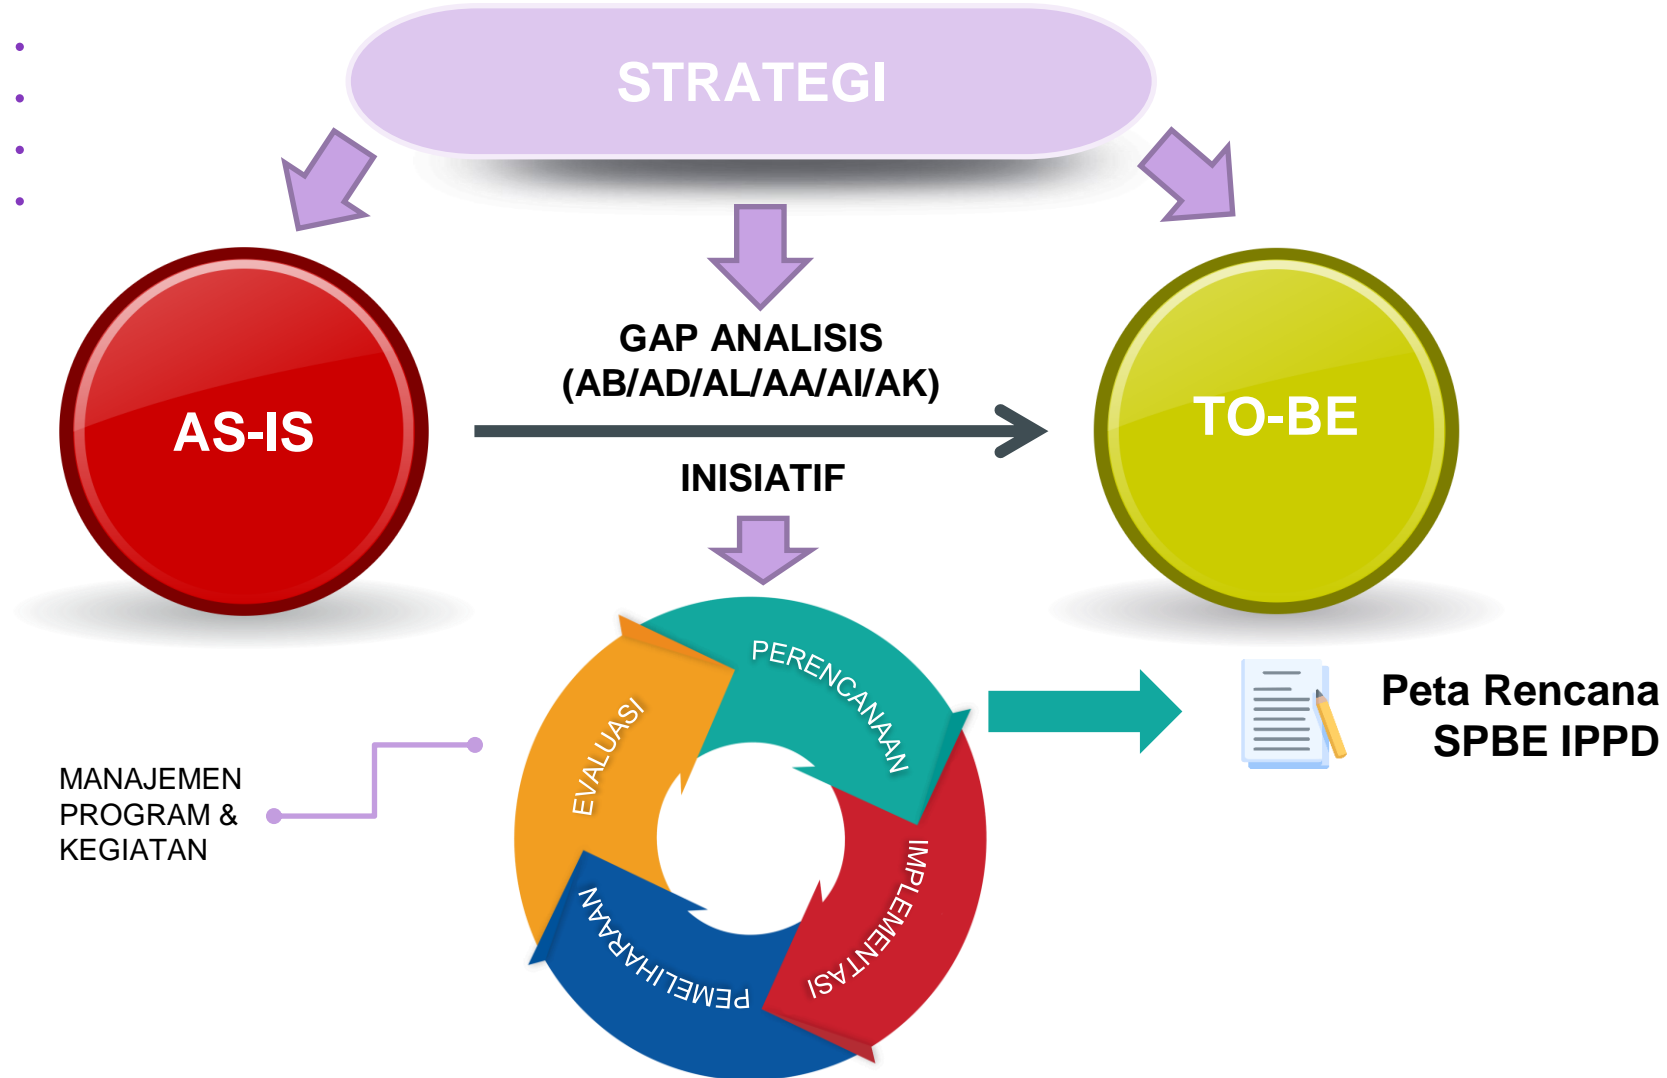 STRATEGI
GAP ANALISIS
(AB/AD/AL/AA/AI/AK)
AS-IS
TO-BE
INISIATIF
PERENCANAAN
IMPLEMENTASI
PEMELIHARAAN
EVALUASI
Peta Rencana
SPBE IPPD
MANAJEMEN
PROGRAM &
KEGIATAN